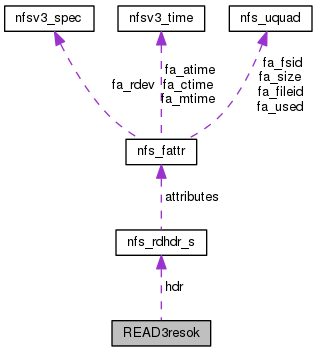 nfsv3_spec
nfsv3_time
nfs_uquad
fa_rdev
fa_atime
fa_ctime
fa_mtime
fa_fsid
fa_size
fa_fileid
fa_used
nfs_fattr
attributes
nfs_rdhdr_s
hdr
READ3resok